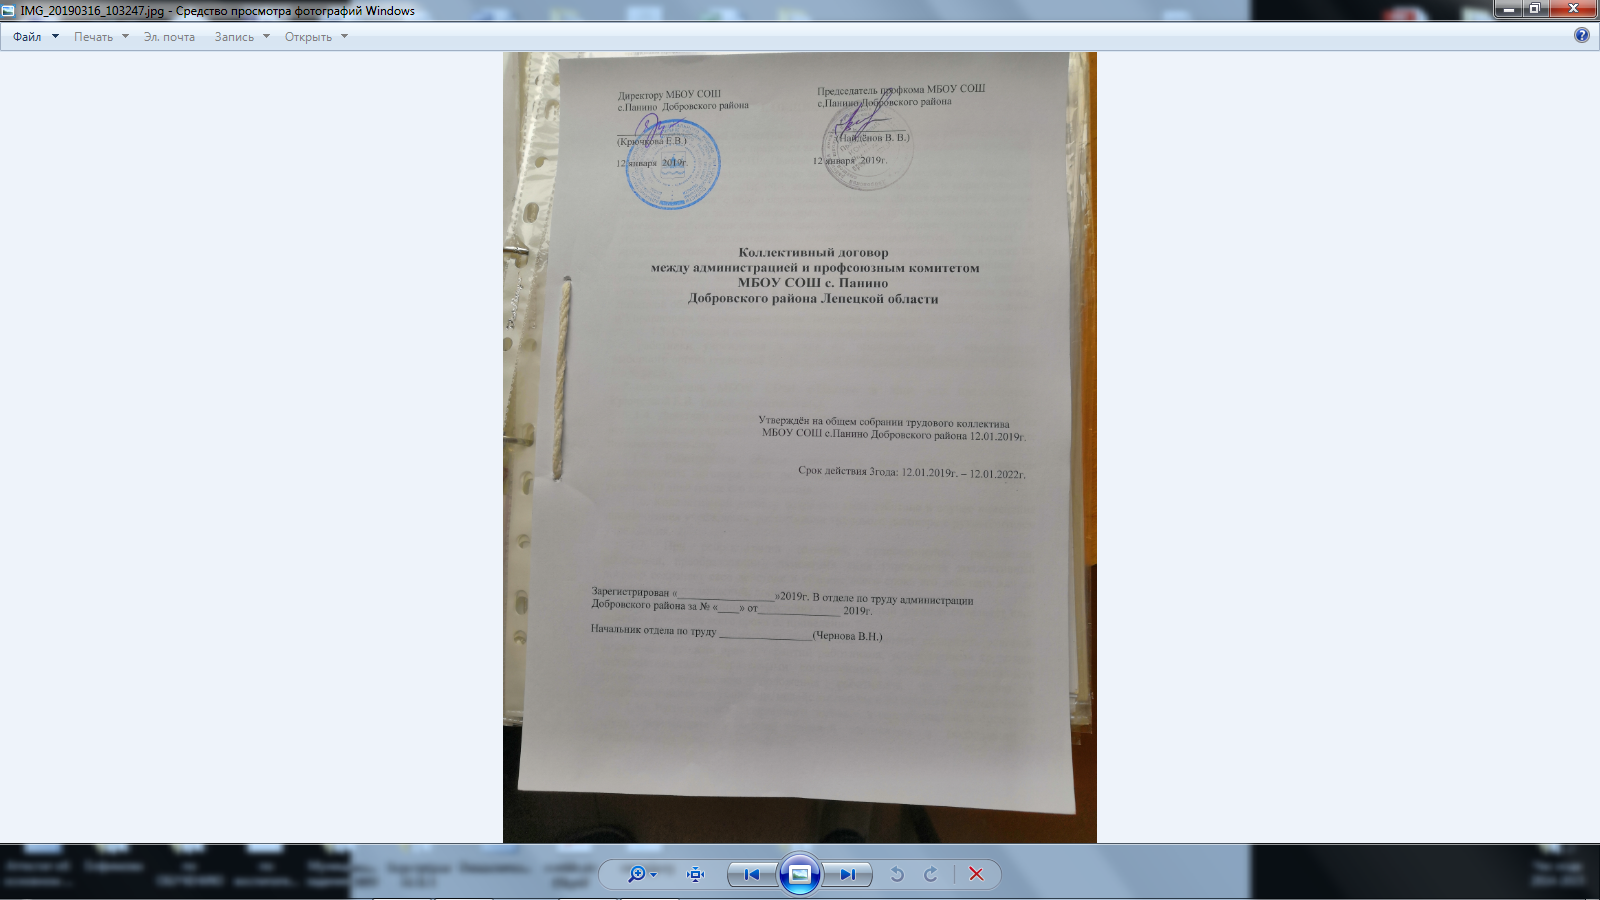 IMG_20190316_103247.jpg - Средство просмотра фотографий Windows
Файл Печать Эл. почта Запись Открыть
Директору МБОУ СОШ
с.Панино Добровского района
(Крючкова Е.В.)
12 января 2019г.
Председатель профкома МБОУ СОШ
с.Панино Добровского района
(Найдёнов В. В.)
12 января 2019г.
Коллективный договор
между администрацией и профсоюзным комитетом
МБОУ СОШ с. Панино
Добровского района Лепецкой области
Утверждён на общем собрании трудового коллектива
МБОУ СОШ с.Панино Добровского района 12.01.2019г.
Срок действия 3года: 12.01.2019г. – 12.01.2022г.
Зарегистрирован «__________________»2019г. В отделе по труду администрации
Добровского района за № «____» от________________ 2019г.
Начальник отдела по труду __________________(Чернова В.Н.)